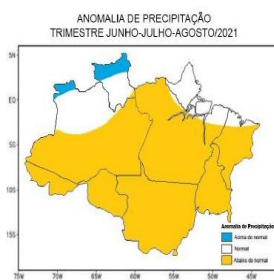 ANOMALIA DE PRECIPITAÇÃO
TRIMESTRE JUNHO-JULHO-AGOSTO/2021
5N
EQ
5S
10S
15S
75W
70W
65W
60W
55W
50W
45W
Anomalia de Precipitação
Acima do normal
Normal
Abaixo do normal